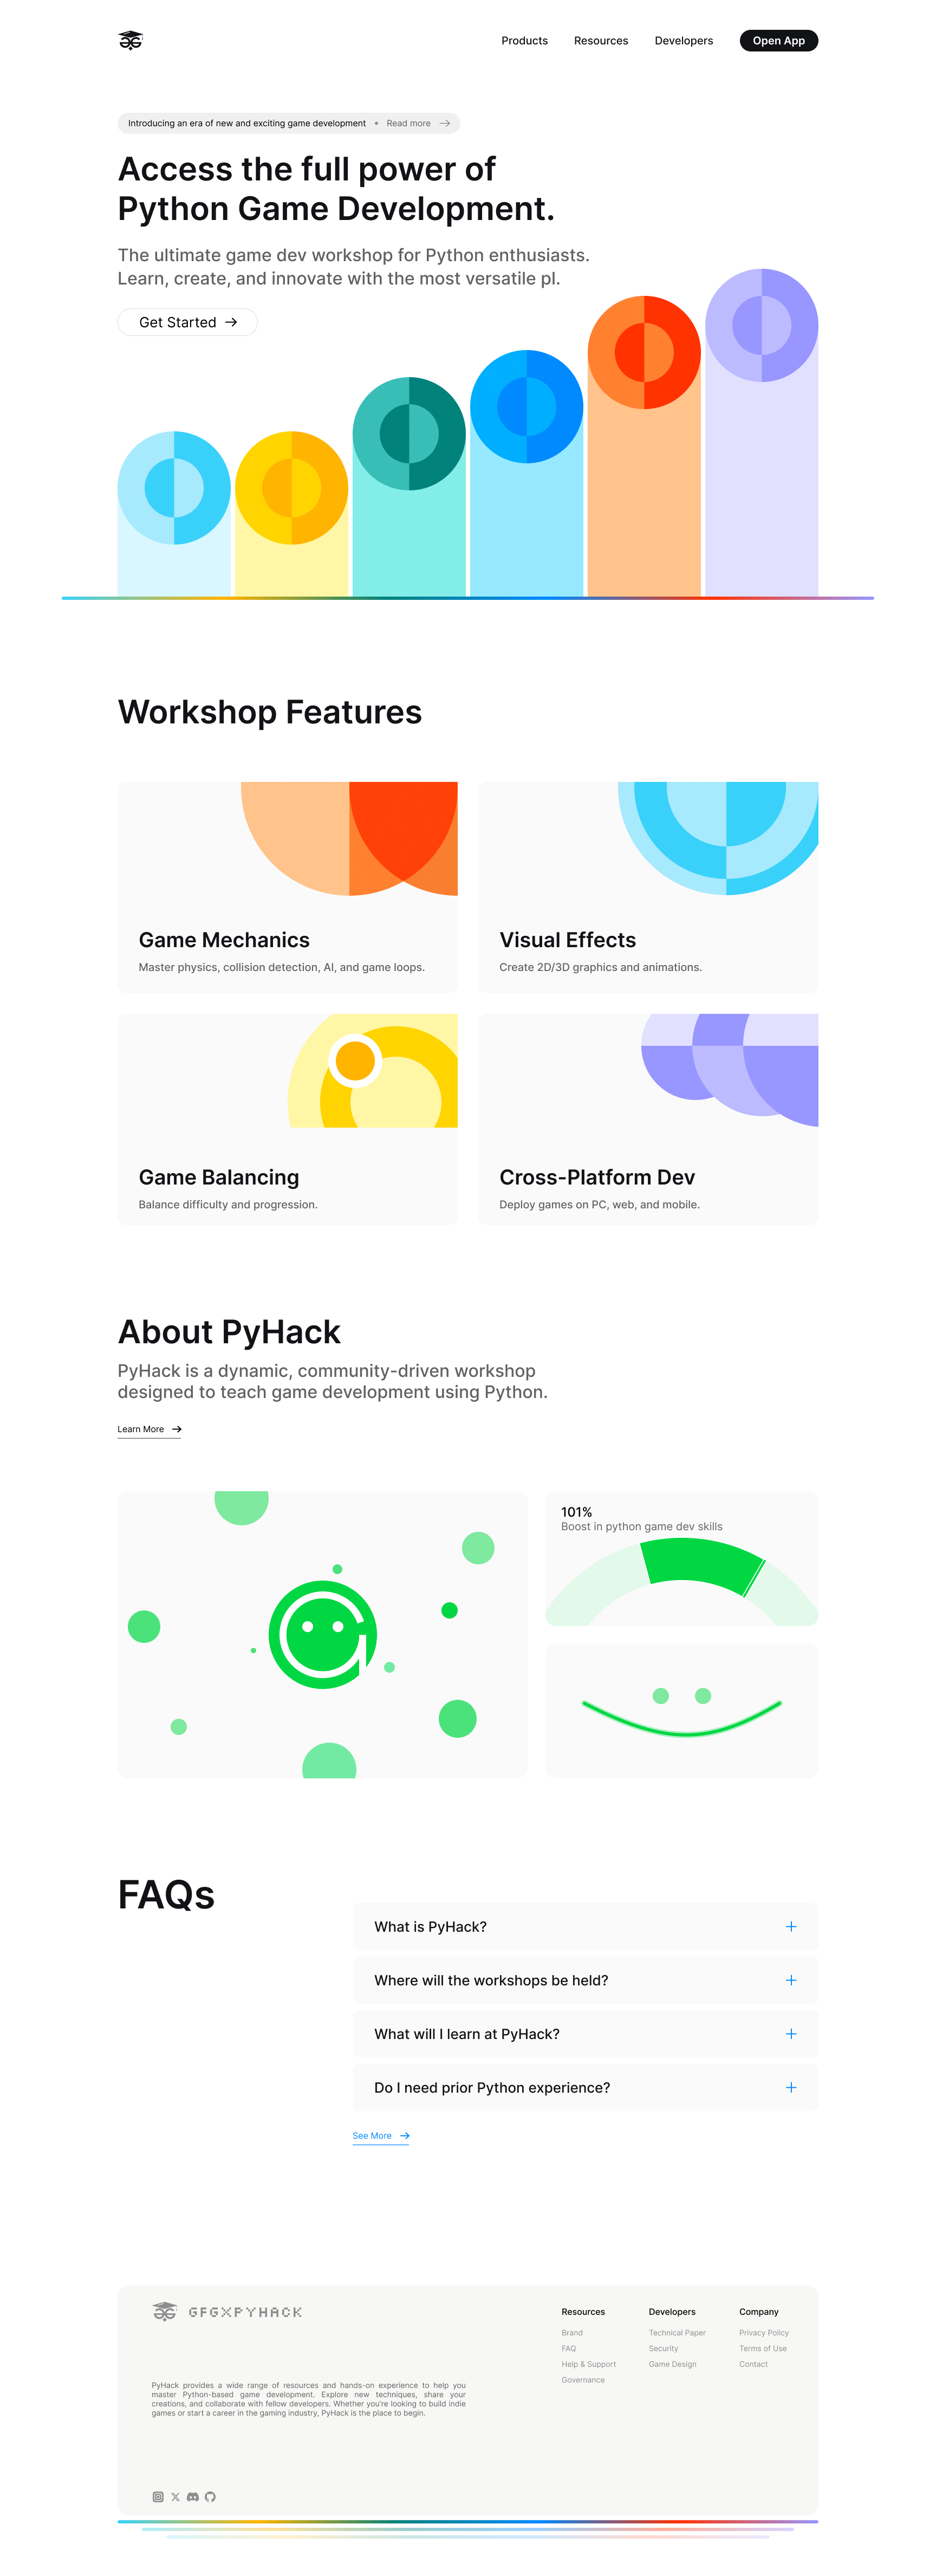 Products Resources Developers Open App
Introducing an era of new and exciting game development • Read more
Access the full power of
Python Game Development.
The ultimate game dev workshop for Python enthusiasts.
Learn, create, and innovate with the most versatile pl.
Get Started
Workshop Features
Game Mechanics
Master physics, collision detection, AI, and game loops.
Visual Effects
Create 2D/3D graphics and animations.
Game Balancing
Balance difficulty and progression.
Cross-Platform Dev
Deploy games on PC, web, and mobile.
About PyHack
PyHack is a dynamic, community-driven workshop
designed to teach game development using Python.
Learn More
101%
Boost in python game dev skills
FAQs
What is PyHack?
Where will the workshops be held?
What will I learn at PyHack?
Do I need prior Python experience?
See More
GFGXPYHACK
PyHack provides a wide range of resources and hands-on experience to help you
master Python-based game development. Explore new techniques, share your
creations, and collaborate with fellow developers. Whether you're looking to build indie
games or start a career in the gaming industry, PyHack is the place to begin.
Resources
Brand
FAQ
Help & Support
Governance
Developers
Technical Paper
Security
Game Design
Company
Privacy Policy
Terms of Use
Contact